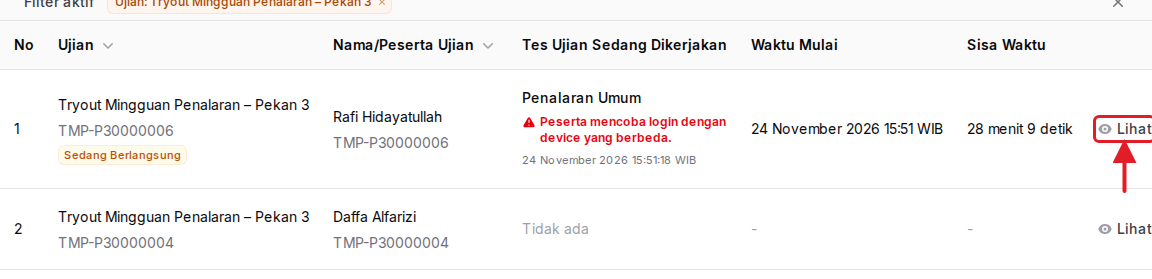 Filter aktif Ujian: Tryout Mingguan Penalaran – Pekan 3 ×
No Ujian Nama/Peserta Ujian Tes Ujian Sedang Dikerjakan Waktu Mulai Sisa Waktu
1
Tryout Mingguan Penalaran – Pekan 3
TMP-P30000006
Sedang Berlangsung
Rafi Hidayatullah
TMP-P30000006
Penalaran Umum
Peserta mencoba login dengan
device yang berbeda.
24 November 2026 15:51:18 WIB
24 November 2026 15:51 WIB
28 menit 9 detik
Lihat
2
Tryout Mingguan Penalaran – Pekan 3
TMP-P30000004
Daffa Alfarizi
TMP-P30000004
Tidak ada
-
-
Lihat